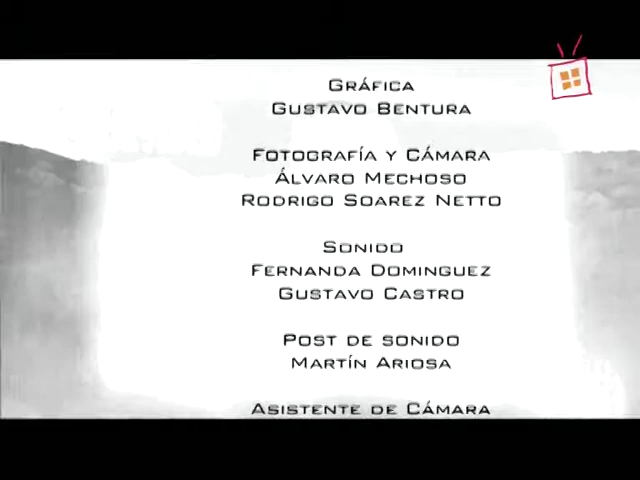 Gráfica
Gustavo Bentura
Fotografía y Cámara
Álvaro Mechoso
Rodrigo Soarez Netto
Sonido
Fernanda Dominguez
Gustavo Castro
Post de sonido
Martín Ariosa
Asistente de Cámara